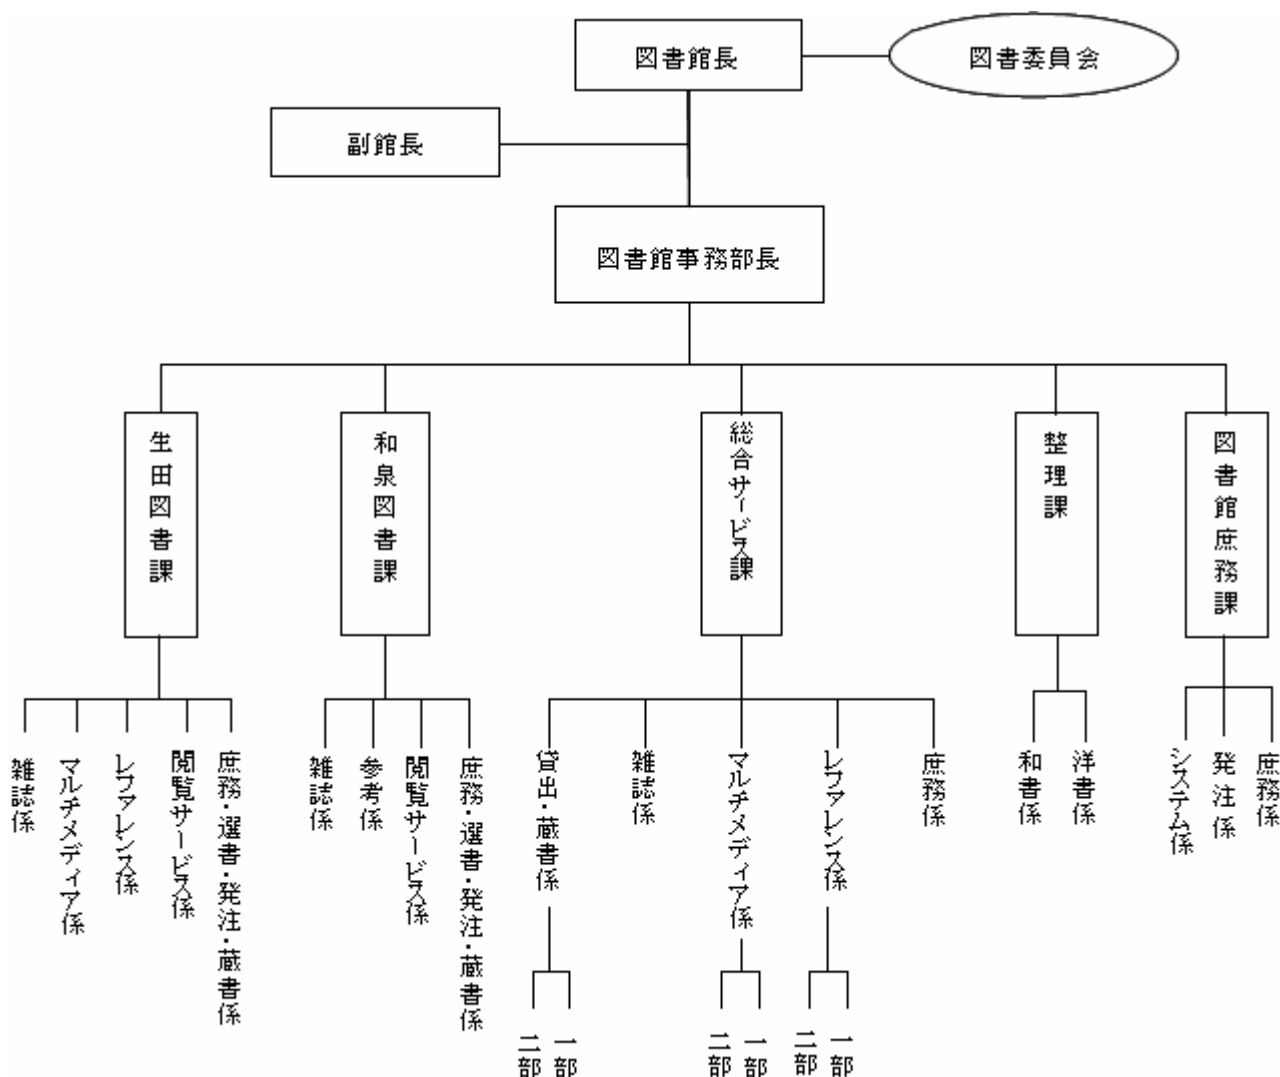 図書館長
図書委員会
副館長
図書館事務部長
生田図書課
和泉図書課
総合サービス課
整理課
図書館庶務課
雑誌係
マルチメディア係
レファレンス係
閲覧サービス係
庶務・選書・発注・蔵書係
雑誌係
参考係
閲覧サービス係
庶務・選書・発注・蔵書係
貸出・蔵書係
雑誌係
マルチメディア係
レファレンス係
庶務係
和書係
洋書係
システム係
発注係
庶務係
二部
一部
二部
一部
二部
一部